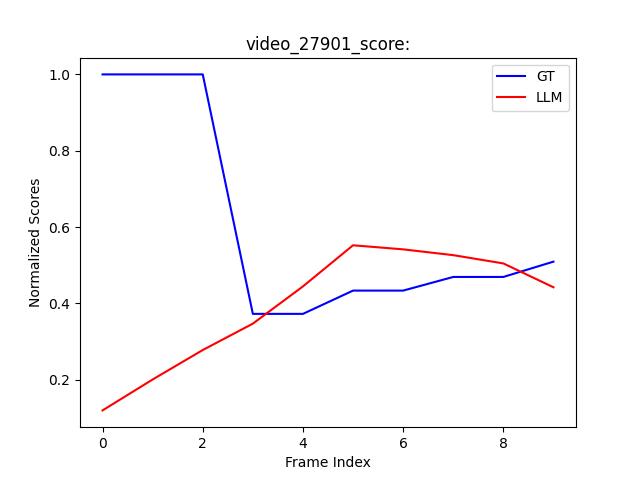 video_27901_score:
GT
LLM
Normalized Scores
1.0
0.8
0.6
0.4
0.2
0 2 4 6 8
Frame Index